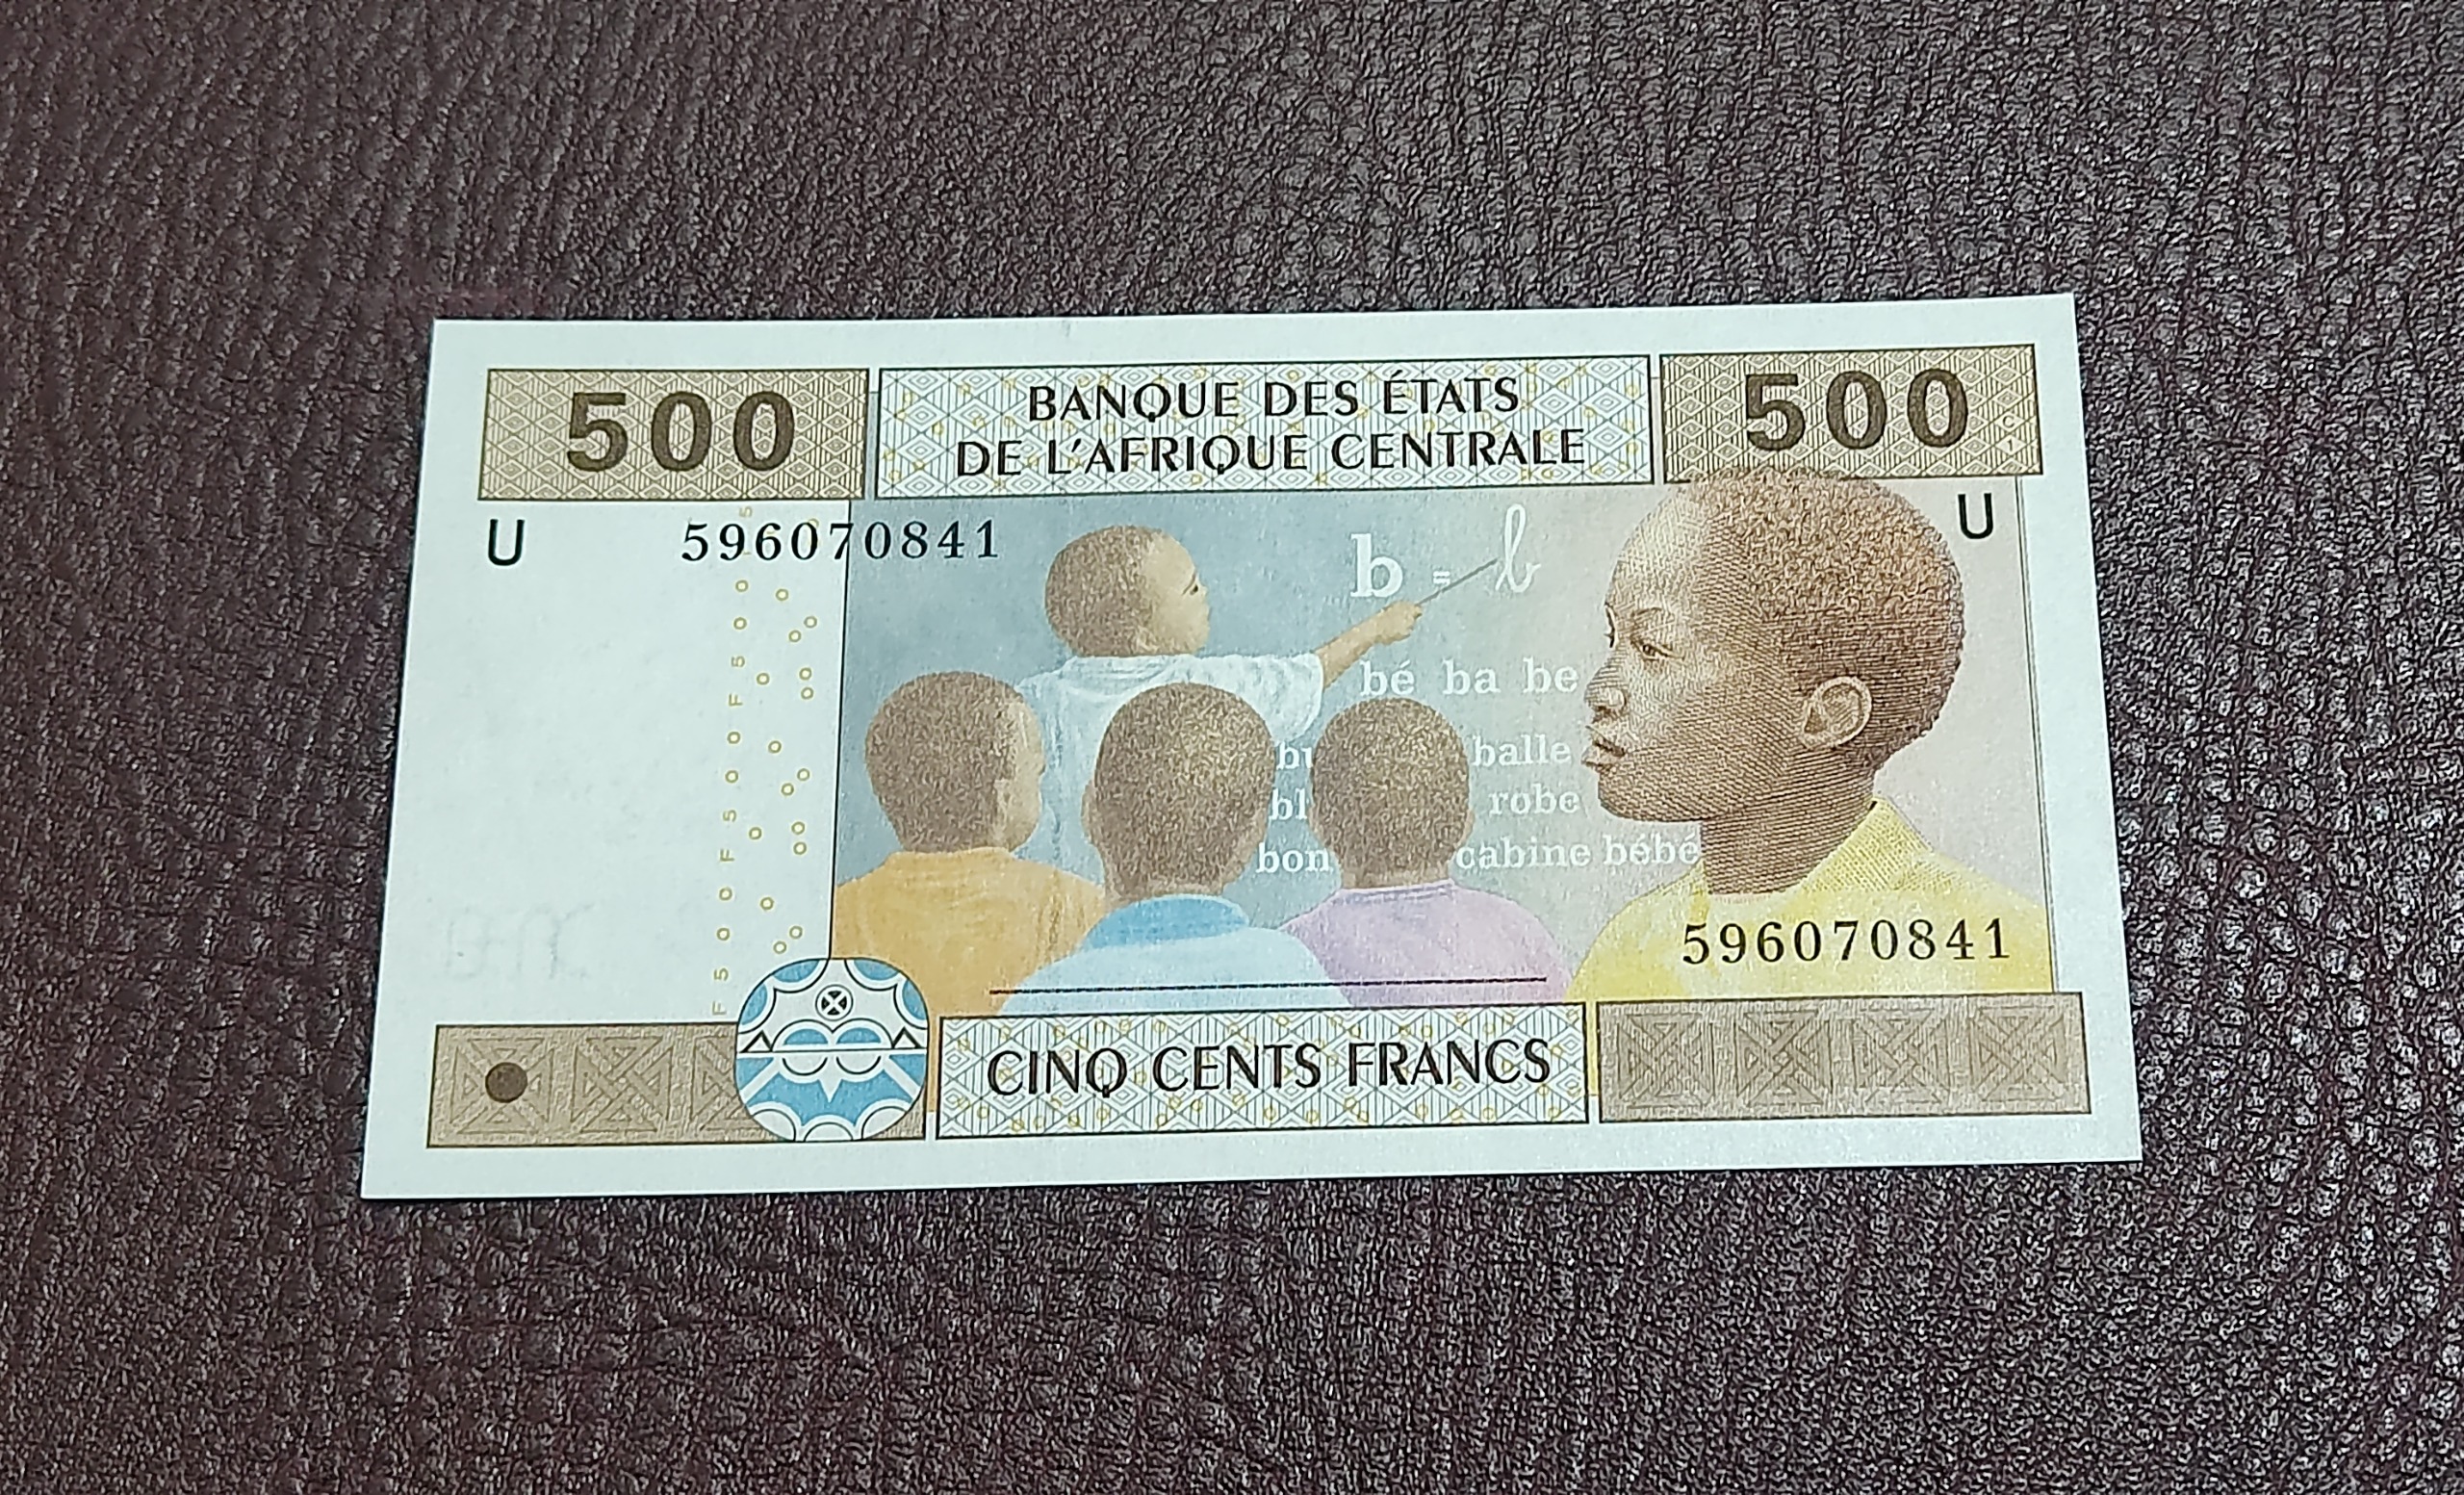 500
BANQUE DES ÉTATS
DE L'AFRIQUE CENTRALE
500
U
596070841
U
b = b
bé ba be
balle
robe
bon cabine bébé
596070841
CINQ CENTS FRANCS